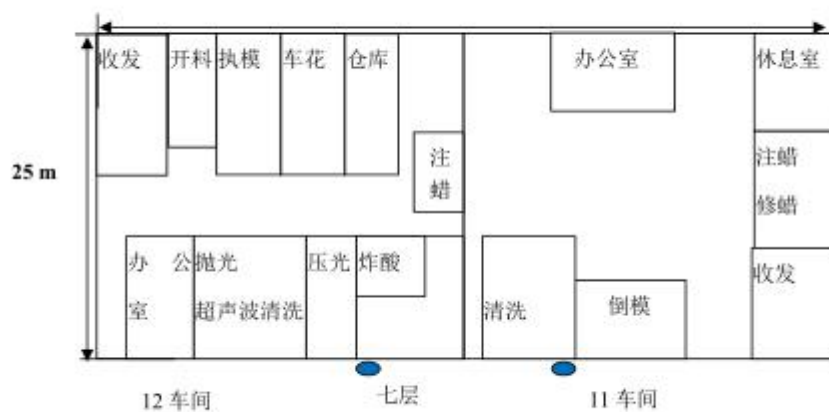 收发 开料 执模 车花 仓库 办公室 休息室
25 m
注蜡
注蜡
修蜡
办公室
抛光
超声波清洗
压光 炸酸
清洗
倒模
收发
12 车间 七层 11 车间